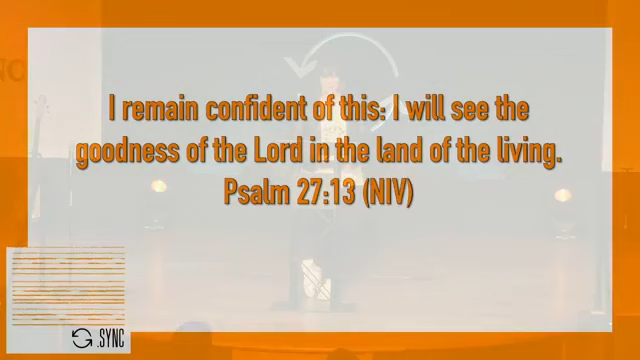 I remain confident of this: I will see the
goodness of the Lord in the land of the living.
Psalm 27:13 (NIV)
.SYNC